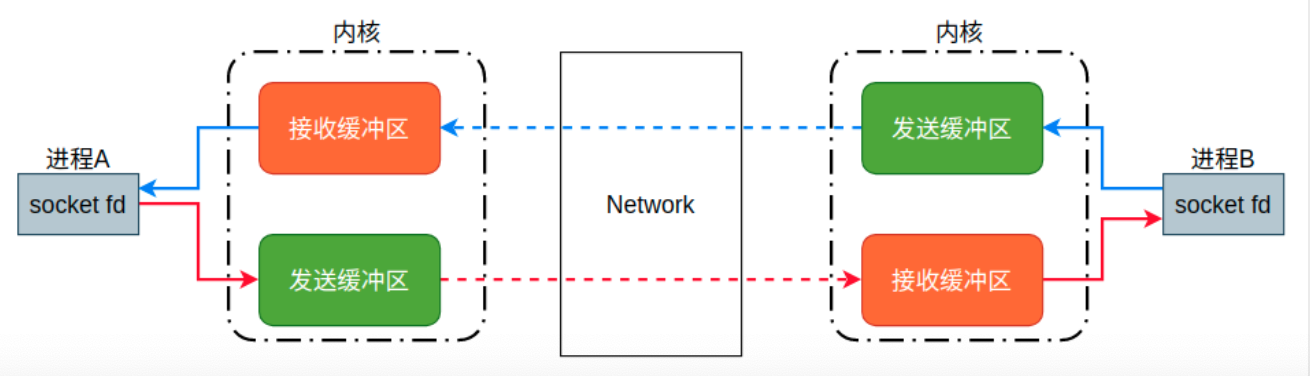 内核
内核
接收缓冲区
发送缓冲区
进程A
进程B
socket fd
Network
socket fd
发送缓冲区
接收缓冲区